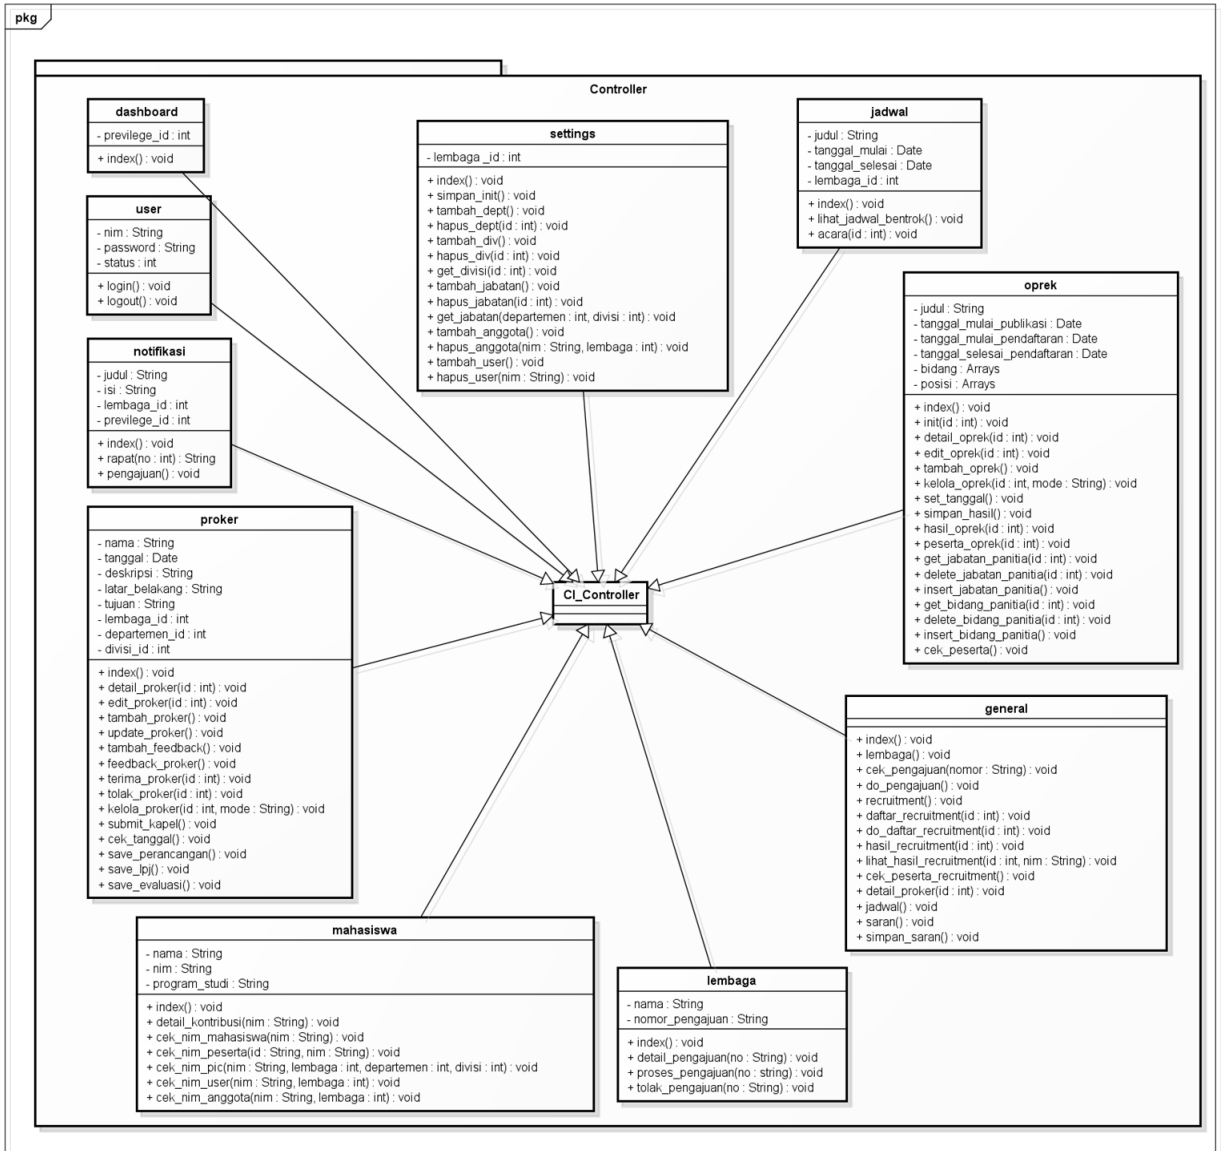 pkg
Controller
dashboard
- previlege_id : int
+ index() : void
user
- nim : String
- password : String
- status : int
+ login() : void
+ logout() : void
notifikasi
- judul : String
- isi : String
- lembaga_id : int
- previlege_id : int
+ index() : void
+ rapat(no : int) : String
+ pengajuan() : void
proker
- nama : String
- tanggal : Date
- deskripsi : String
- latar_belakang : String
- tujuan : String
- lembaga_id : int
- departemen_id : int
- divisi_id : int
+ index() : void
+ detail_proker(id : int) : void
+ edit_proker(id : int) : void
+ tambah_proker() : void
+ update_proker() : void
+ tambah_feedback() : void
+ feedback_proker() : void
+ terima_proker(id : int) : void
+ tolak_proker(id : int) : void
+ kelola_proker(id : int, mode : String) : void
+ submit_kapel() : void
+ cek_tanggal() : void
+ save_perancangan() : void
+ save_lpj() : void
+ save_evaluasi() : void
mahasiswa
- nama : String
- nim : String
- program_studi : String
+ index() : void
+ detail_kontribusi(nim : String) : void
+ cek_nim_mahasiswa(nim : String) : void
+ cek_nim_peserta(id : String, nim : String) : void
+ cek_nim_pic(nim : String, lembaga : int, departemen : int, divisi : int) : void
+ cek_nim_user(nim : String, lembaga : int) : void
+ cek_nim_anggota(nim : String, lembaga : int) : void
settings
- lembaga _id : int
+ index() : void
+ simpan_init() : void
+ tambah_dept() : void
+ hapus_dept(id : int) : void
+ tambah_div() : void
+ hapus_div(id : int) : void
+ get_divisi(id : int) : void
+ tambah_jabatan() : void
+ hapus_jabatan(id : int) : void
+ get_jabatan(departemen : int, divisi : int) : void
+ tambah_anggota() : void
+ hapus_anggota(nim : String, lembaga : int) : void
+ tambah_user() : void
+ hapus_user(nim : String) : void
CI_Controller
lembaga
- nama : String
- nomor_pengajuan : String
+ index() : void
+ detail_pengajuan(no : String) : void
+ proses_pengajuan(no : string) : void
+ tolak_pengajuan(no : String) : void
jadwal
- judul : String
- tanggal_mulai : Date
- tanggal_selesai : Date
- lembaga_id : int
+ index() : void
+ lihat_jadwal_bentrok() : void
+ acara(id : int) : void
oprek
- judul : String
- tanggal_mulai_publikasi : Date
- tanggal_mulai_pendaftaran : Date
- tanggal_selesai_pendaftaran : Date
- bidang : Arrays
- posisi : Arrays
+ index() : void
+ init(id : int) : void
+ detail_oprek(id : int) : void
+ edit_oprek(id : int) : void
+ tambah_oprek() : void
+ kelola_oprek(id : int, mode : String) : void
+ set_tanggal() : void
+ simpan_hasil() : void
+ hasil_oprek(id : int) : void
+ peserta_oprek(id : int) : void
+ get_jabatan_panitia(id : int) : void
+ delete_jabatan_panitia(id : int) : void
+ insert_jabatan_panitia() : void
+ get_bidang_panitia(id : int) : void
+ delete_bidang_panitia(id : int) : void
+ insert_bidang_panitia() : void
+ cek_peserta() : void
general
+ index() : void
+ lembaga() : void
+ cek_pengajuan(nomor : String) : void
+ do_pengajuan() : void
+ recruitment() : void
+ daftar_recruitment(id : int) : void
+ do_daftar_recruitment(id : int) : void
+ hasil_recruitment(id : int) : void
+ lihat_hasil_recruitment(id : int, nim : String) : void
+ cek_peserta_recruitment() : void
+ detail_proker(id : int) : void
+ jadwal() : void
+ saran() : void
+ simpan_saran() : void